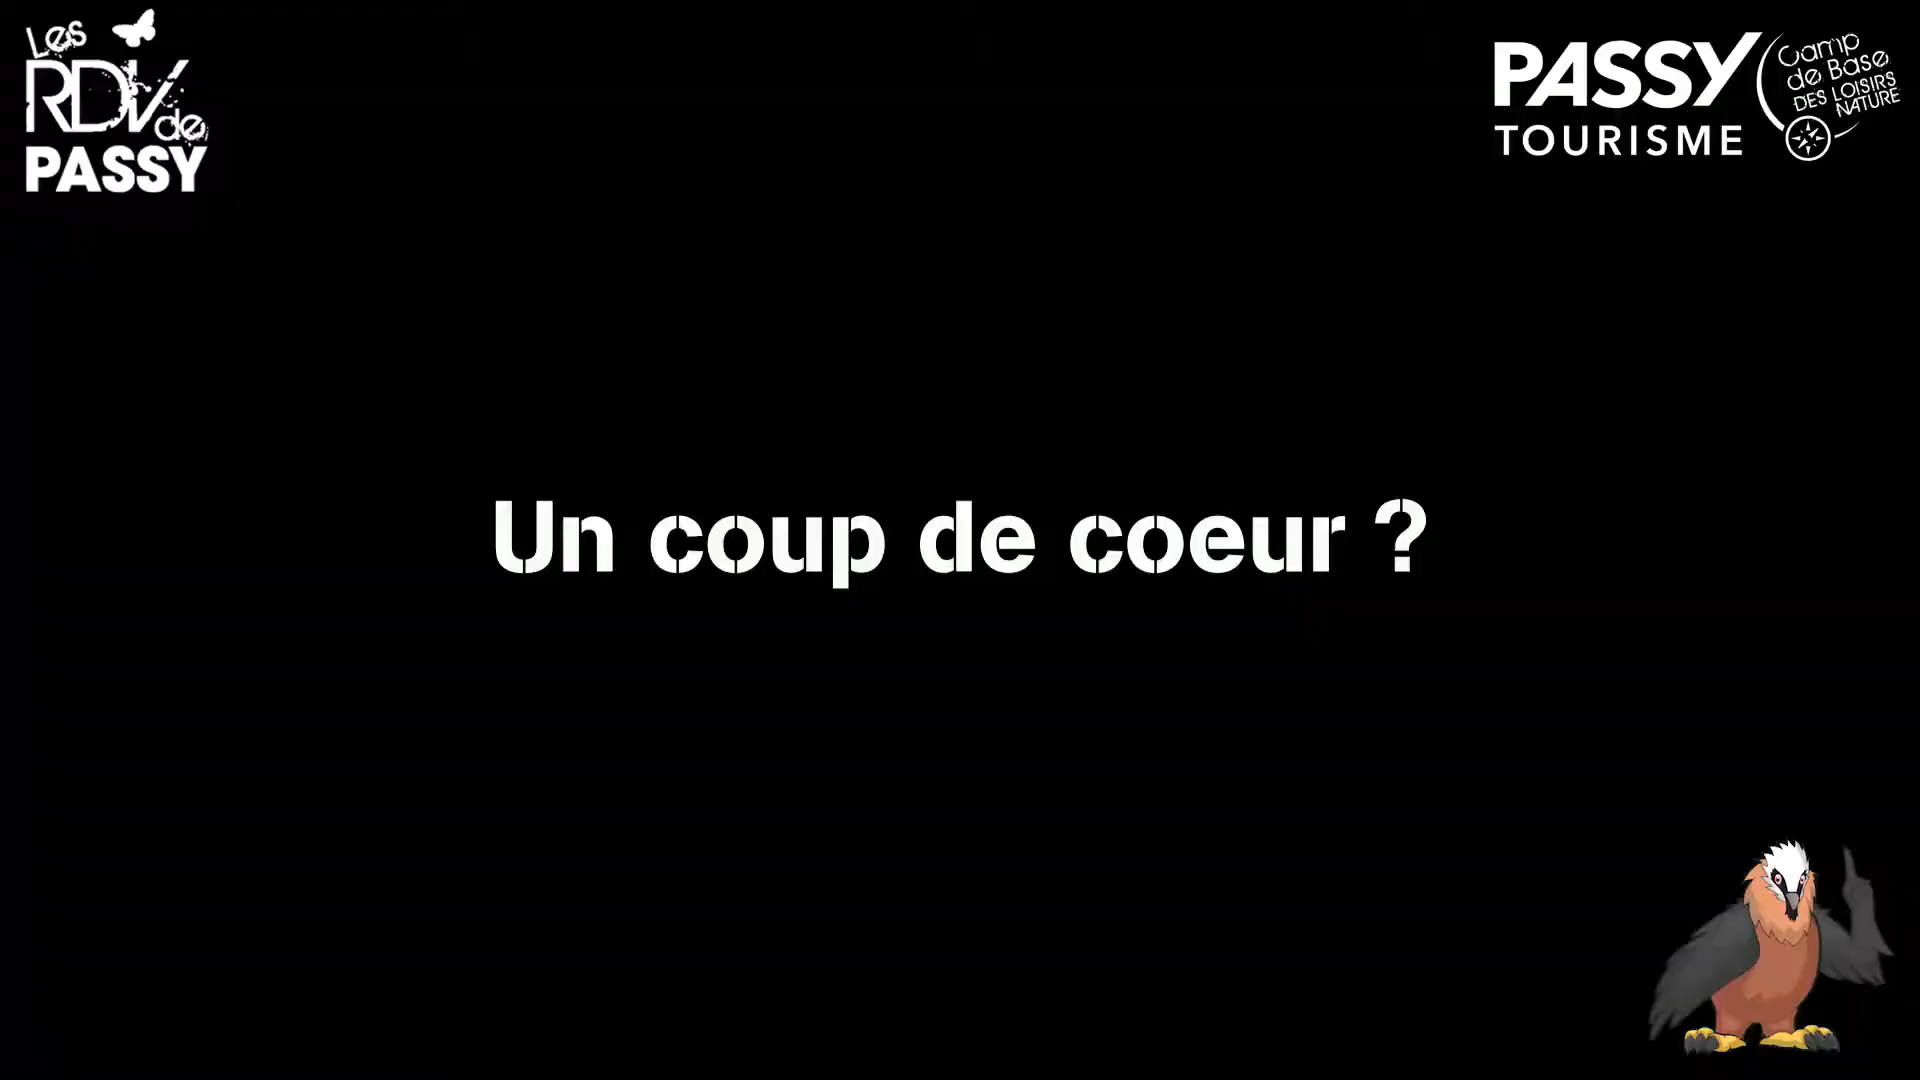 Les
RDV de
PASSY
PASSY
TOURISME
Camp
de Base
DES LOISIRS
NATURE
Un coup de coeur ?